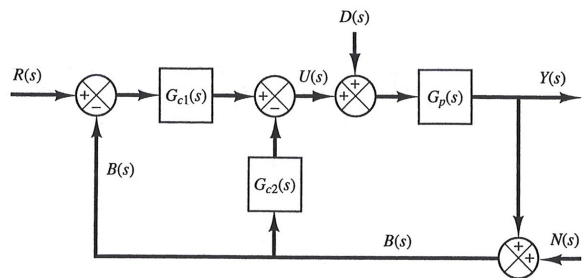 D(s)
R(s)
+
−
G_{c1}(s)
+
−
U(s)
+
+
G_p(s)
Y(s)
B(s)
G_{c2}(s)
B(s)
+
+
N(s)